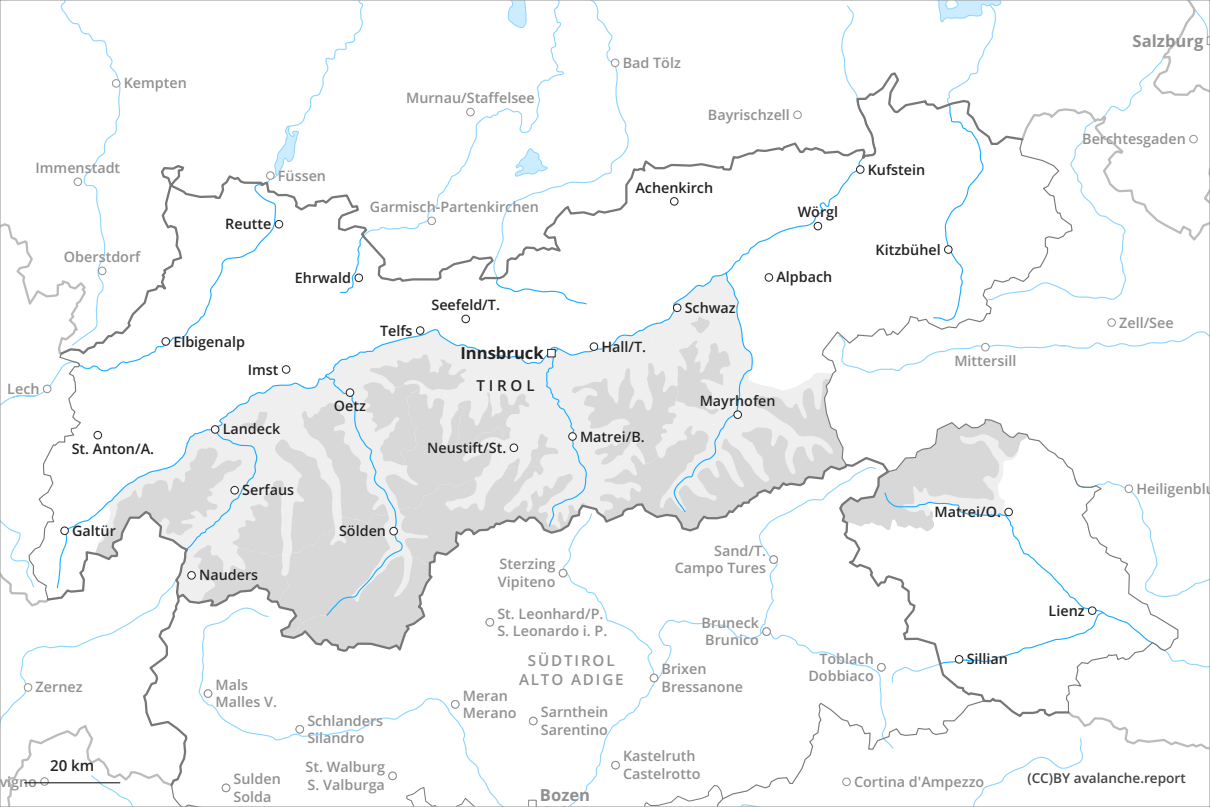 Salzburg
Bad Tölz
Kempten
Murnau/Staffelsee
Bayrischzell
Berchtesgaden
Immenstadt
Füssen
Kufstein
Achenkirch
Garmisch-Partenkirchen
Wörgl
Reutte
Kitzbühel
Oberstdorf
Ehrwald
Alpbach
Seefeld/T.
Schwaz
Zell/See
Telfs
Elbigenalp
Innsbruck
Hall/T.
Mittersill
Imst
TIROL
Lech
Oetz
Mayrhofen
Landeck
Matrei/B.
St. Anton/A.
Neustift/St.
Serfaus
Heiligenblu
Matrei/O.
Galtür
Sölden
Sand/T.
Campo Tures
Sterzing
Vipiteno
Nauders
Lienz
St. Leonhard/P.
S. Leonardo i. P.
Bruneck
Brunico
SÜDTIROL
ALTO ADIGE
Toblach
Dobbiaco
Sillian
Brixen
Bressanone
Zernez
Mals
Malles V.
Meran
Merano
Sarnthein
Sarentino
Schlanders
Silandro
Kastelruth
Castelrotto
20 km
St. Walburg
S. Valburga
vigno
Sulden
Solda
Cortina d'Ampezzo
(CC)BY avalanche.report
Bozen